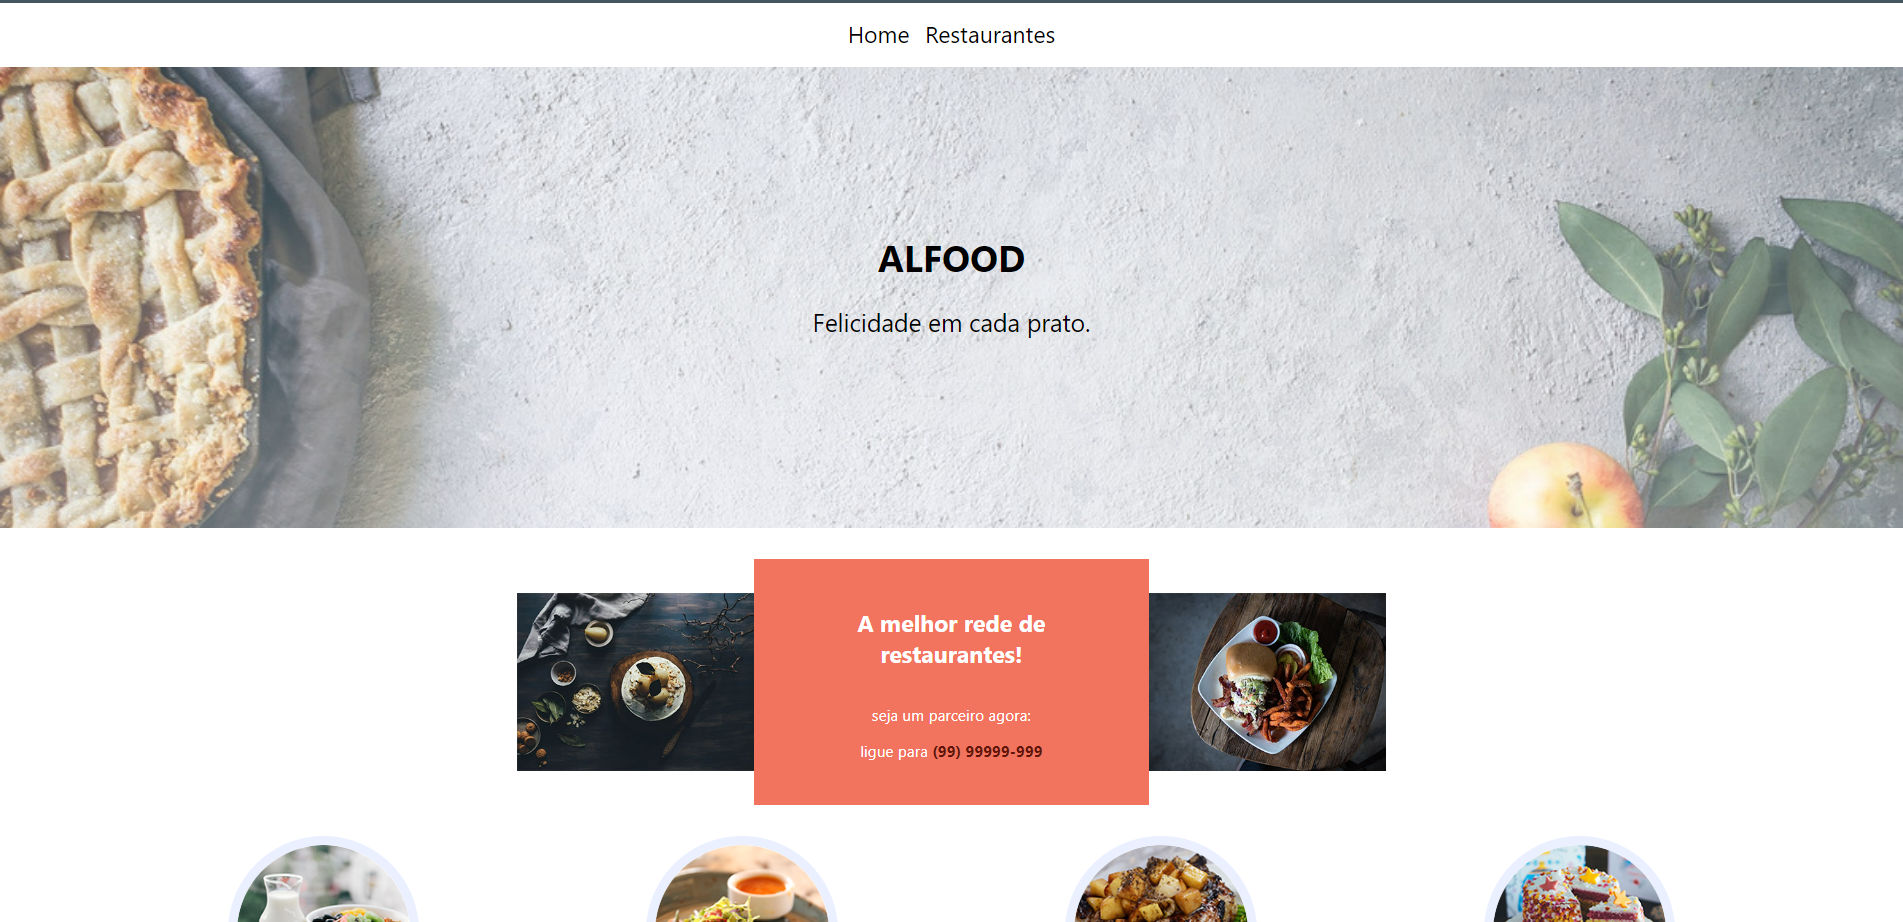 Home Restaurantes
ALFOOD
Felicidade em cada prato.
A melhor rede de
restaurantes!
seja um parceiro agora:
ligue para (99) 99999-999